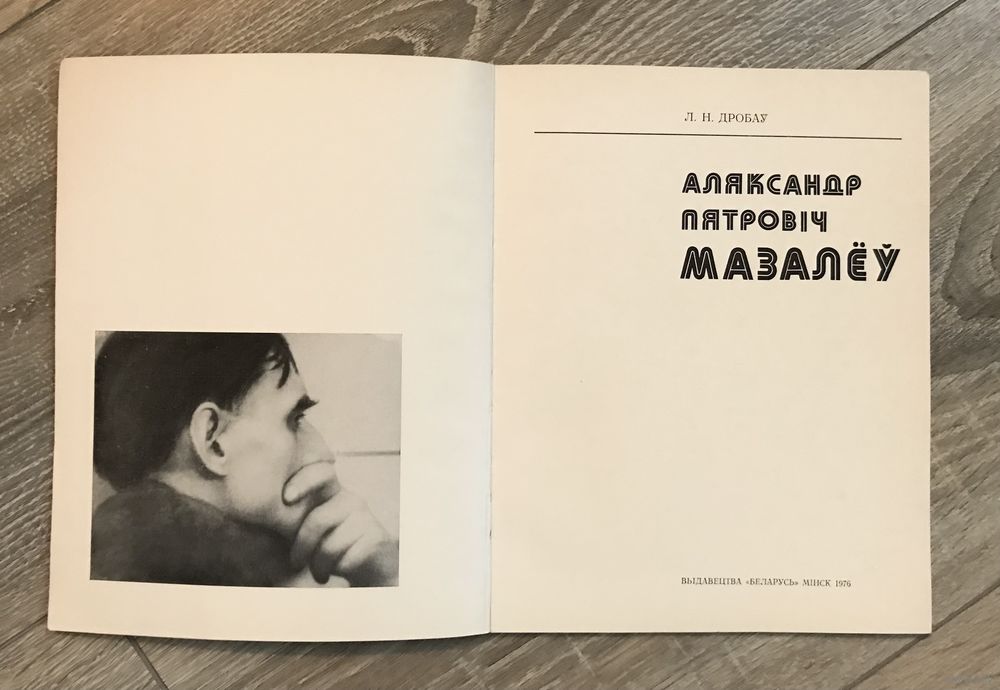 Л. Н. ДРОБАЎ
АЛЯКСАНДР
ПЯТРОВІЧ
МАЗАЛЁЎ
ВЫДАВЕЦТВА «БЕЛАРУСЬ» МІНСК 1976